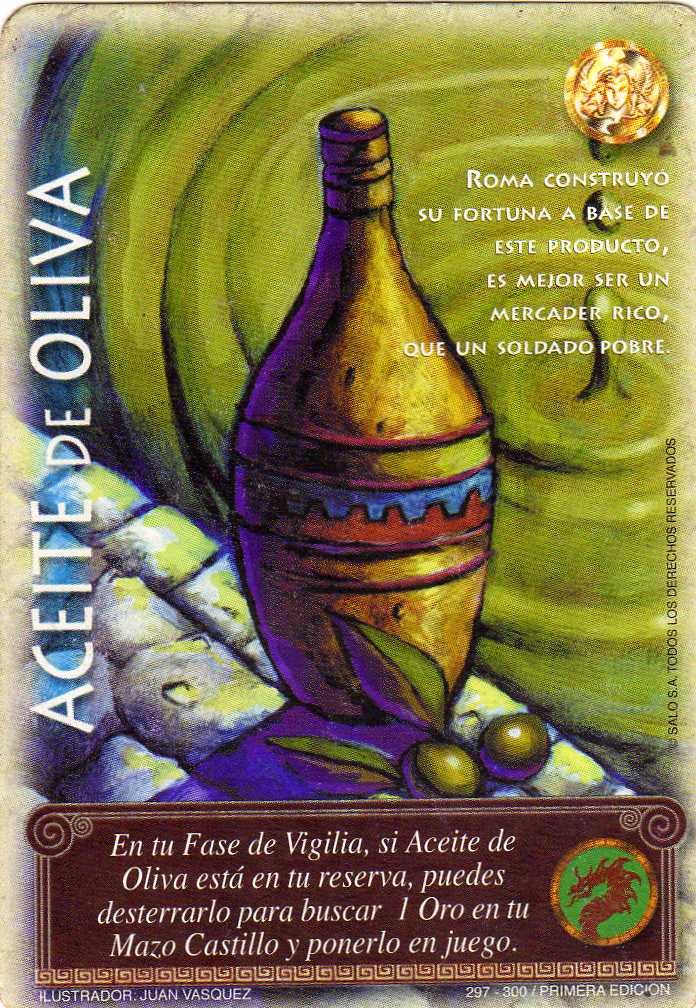 ACEITE DE OLIVA
ROMA CONSTRUYÓ
SU FORTUNA A BASE DE
ESTE PRODUCTO,
ES MEJOR SER UN
MERCADER RICO,
QUE UN SOLDADO POBRE.
SALO S.A. TODOS LOS DERECHOS RESERVADOS
En tu Fase de Vigilia, si Aceite de
Oliva está en tu reserva, puedes
desterrarlo para buscar 1 Oro en tu
Mazo Castillo y ponerlo en juego.
ILUSTRADOR: JUAN VASQUEZ
297 - 300 / PRIMERA EDICION